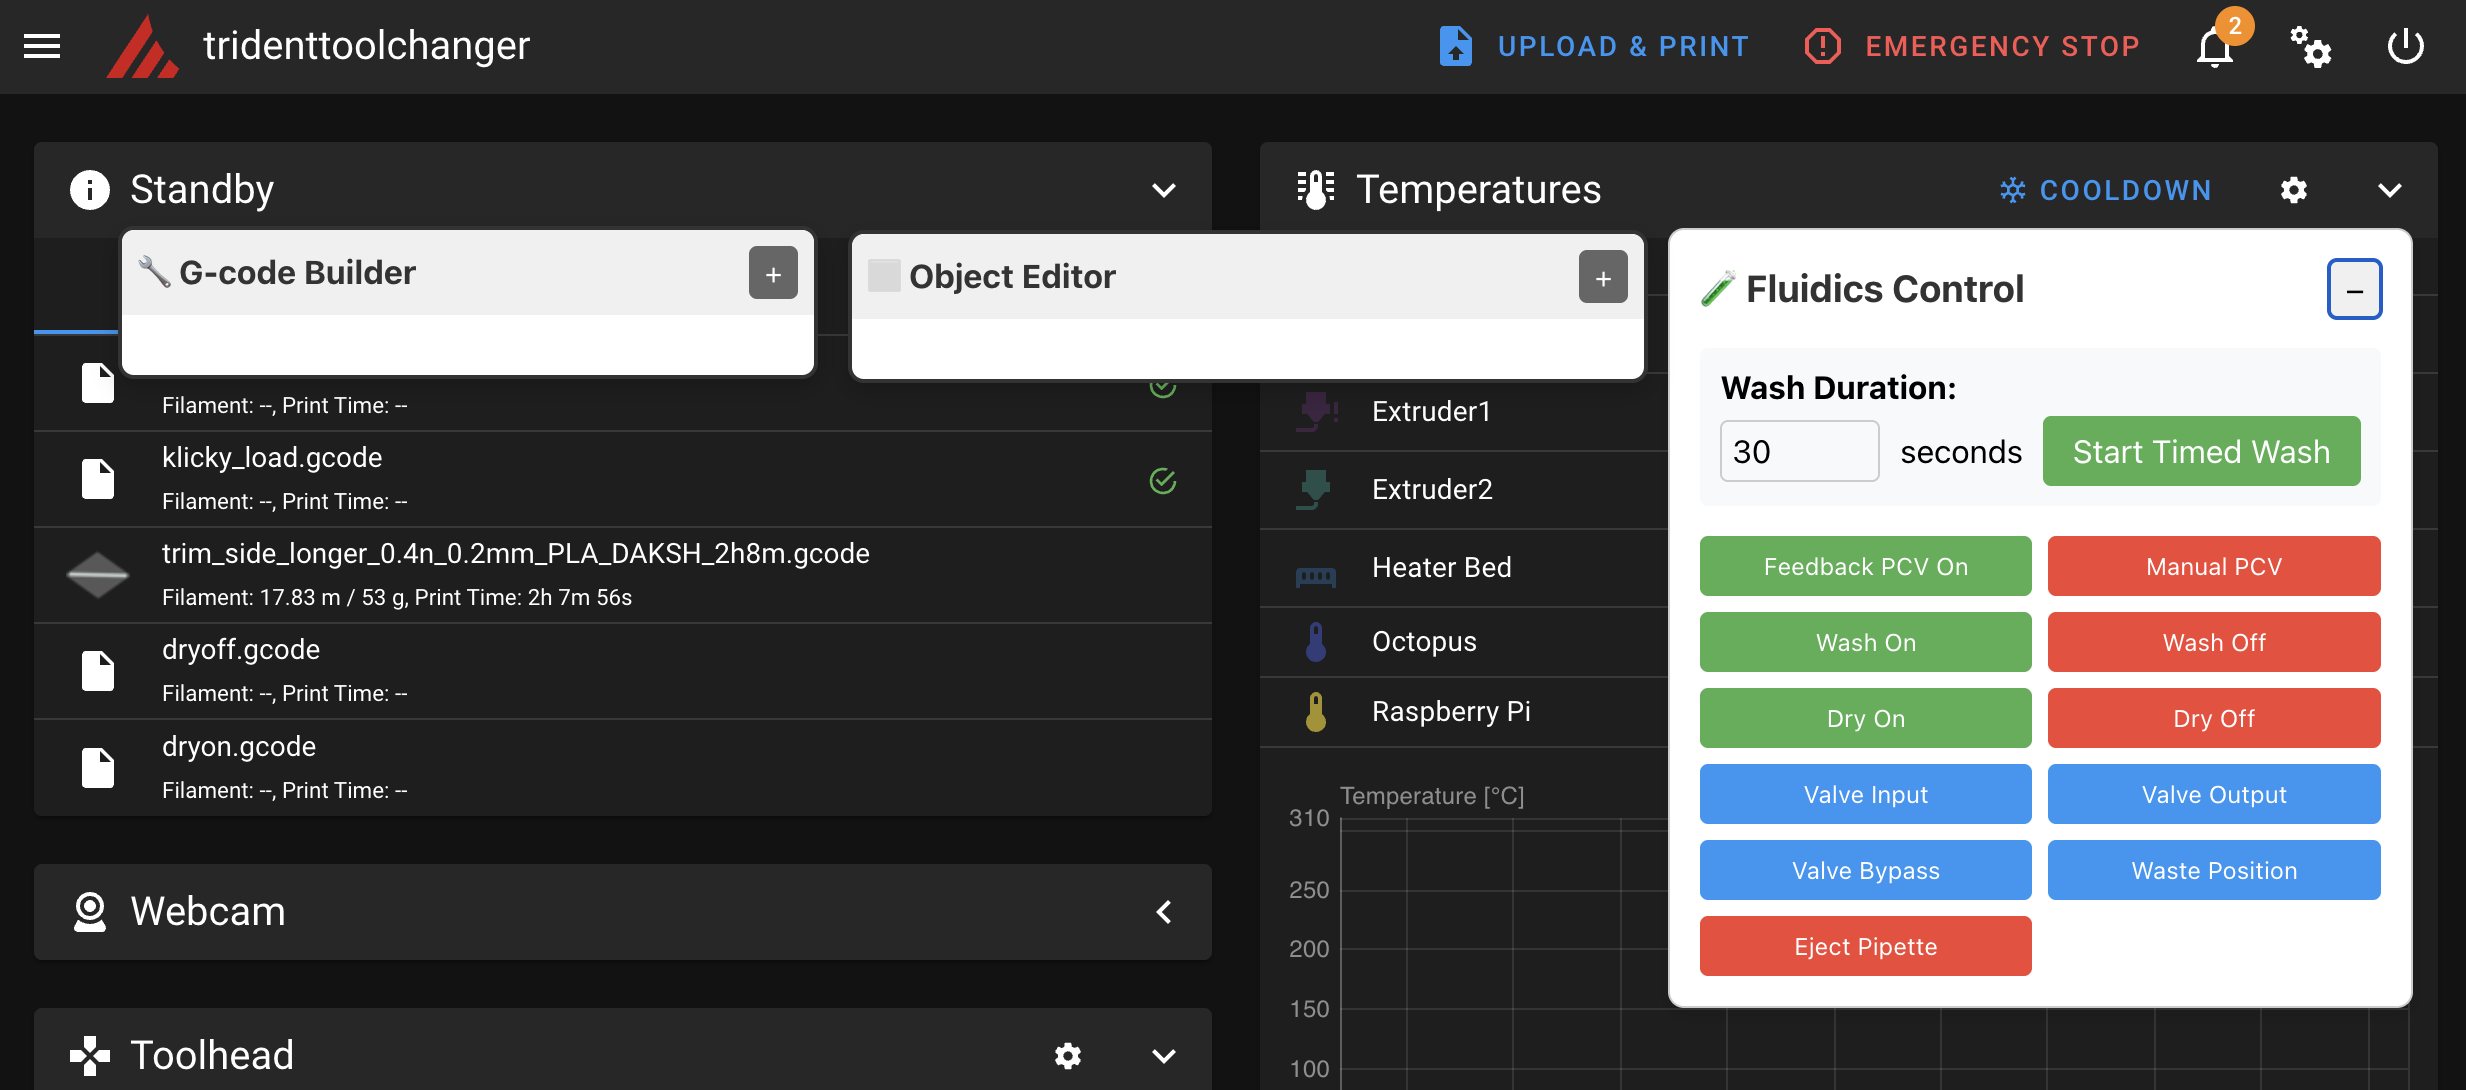 tridenttoolchanger
UPLOAD & PRINT
EMERGENCY STOP
2
Standby
G-code Builder
+
Filament: --, Print Time: --
klicky_load.gcode
Filament: --, Print Time: --
trim_side_longer_0.4n_0.2mm_PLA_DAKSH_2h8m.gcode
Filament: 17.83 m / 53 g, Print Time: 2h 7m 56s
dryoff.gcode
Filament: --, Print Time: --
dryon.gcode
Filament: --, Print Time: --
Webcam
Toolhead
Temperatures
COOLDOWN
Object Editor
+
Extruder1
Extruder2
Heater Bed
Octopus
Raspberry Pi
Temperature [°C]
310
250
200
150
100
Fluidics Control
–
Wash Duration:
30 seconds Start Timed Wash
Feedback PCV On Manual PCV
Wash On Wash Off
Dry On Dry Off
Valve Input Valve Output
Valve Bypass Waste Position
Eject Pipette